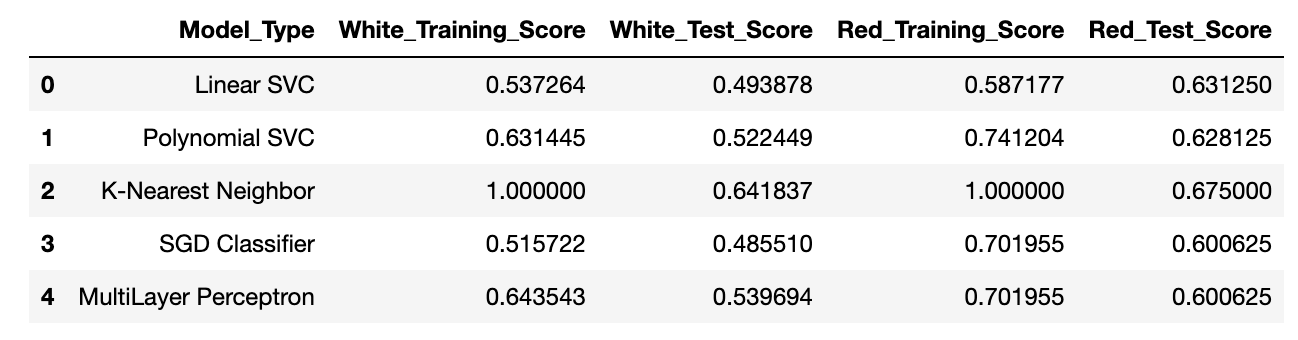 Model_Type White_Training_Score White_Test_Score Red_Training_Score Red_Test_Score
0 Linear SVC 0.537264 0.493878 0.587177 0.631250
1 Polynomial SVC 0.631445 0.522449 0.741204 0.628125
2 K-Nearest Neighbor 1.000000 0.641837 1.000000 0.675000
3 SGD Classifier 0.515722 0.485510 0.701955 0.600625
4 MultiLayer Perceptron 0.643543 0.539694 0.701955 0.600625